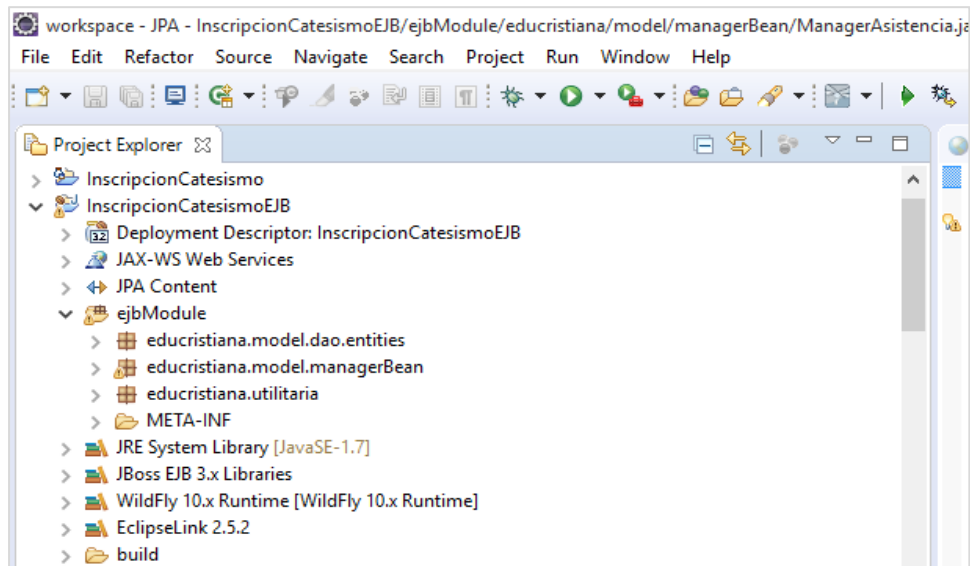 workspace - JPA - InscripcionCatesismoEJB/ejbModule/educristiana/model/managerBean/ManagerAsistencia.ja
File Edit Refactor Source Navigate Search Project Run Window Help
Project Explorer
InscripcionCatesismo
InscripcionCatesismoEJB
3.2 Deployment Descriptor: InscripcionCatesismoEJB
JAX-WS Web Services
JPA Content
ejbModule
educristiana.model.dao.entities
educristiana.model.managerBean
educristiana.utilitaria
META-INF
JRE System Library [JavaSE-1.7]
JBoss EJB 3.x Libraries
WildFly 10.x Runtime [WildFly 10.x Runtime]
EclipseLink 2.5.2
build